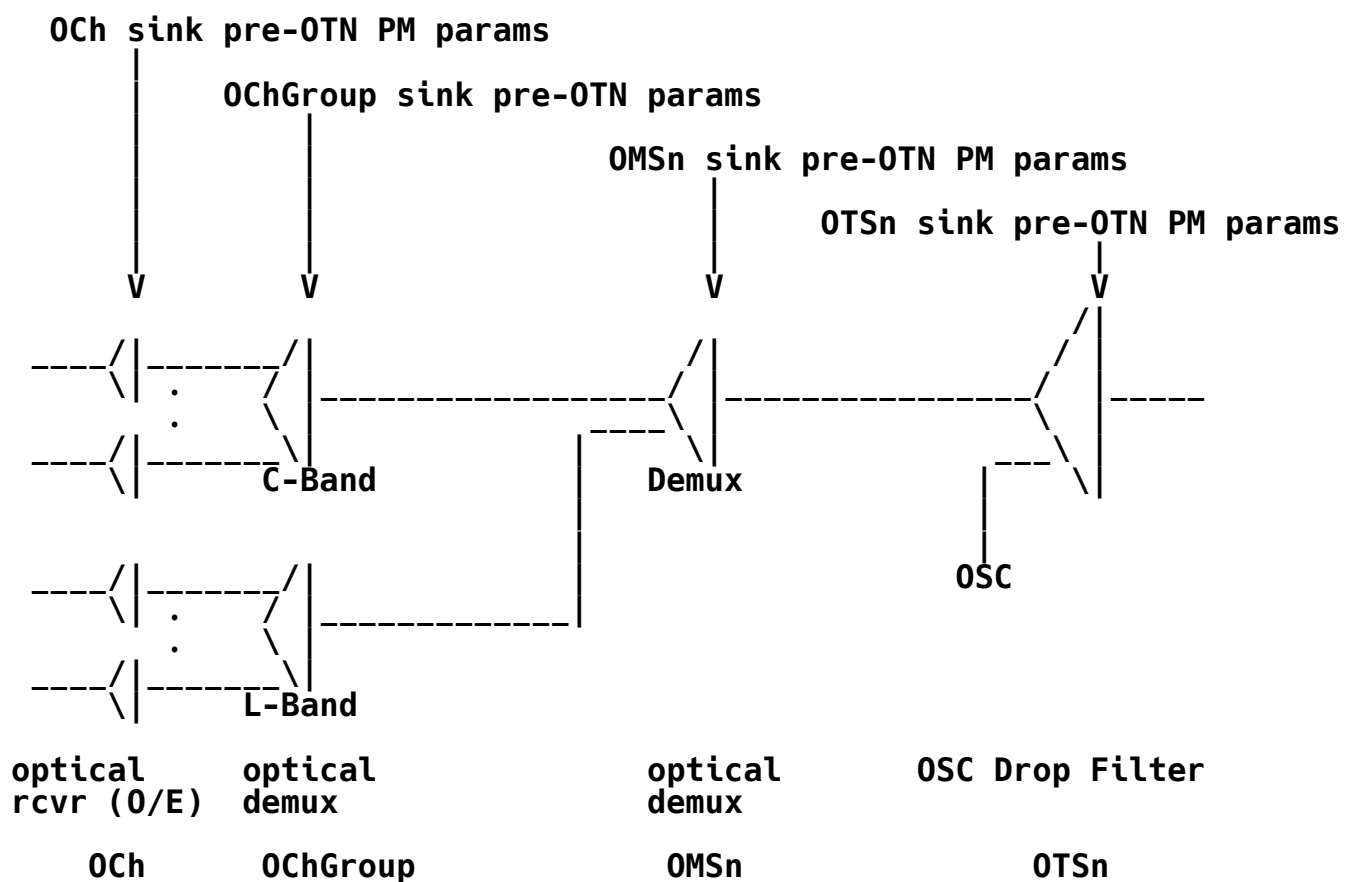 OCh sink pre-OTN PM params
OChGroup sink pre-OTN params
OMSn sink pre-OTN PM params
OTSn sink pre-OTN PM params
C-Band Demux
OSC
L-Band
optical optical optical OSC Drop Filter
rcvr (O/E) demux demux
OCh OChGroup OMSn OTSn